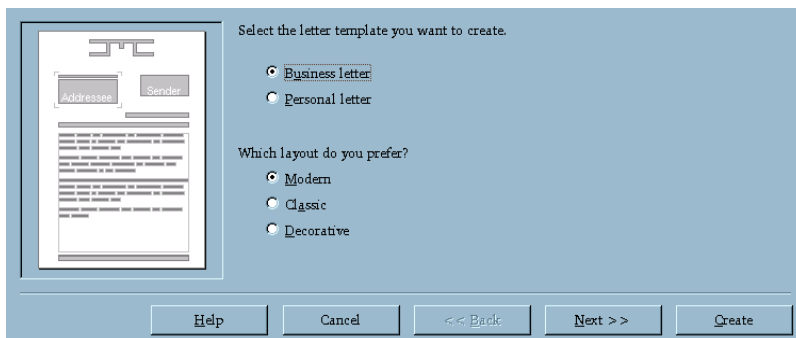 Select the letter template you want to create.
Addressee
Sender
Business letter
Personal letter
Which layout do you prefer?
Modern
Classic
Decorative
Help
Cancel
<< Back
Next >>
Create